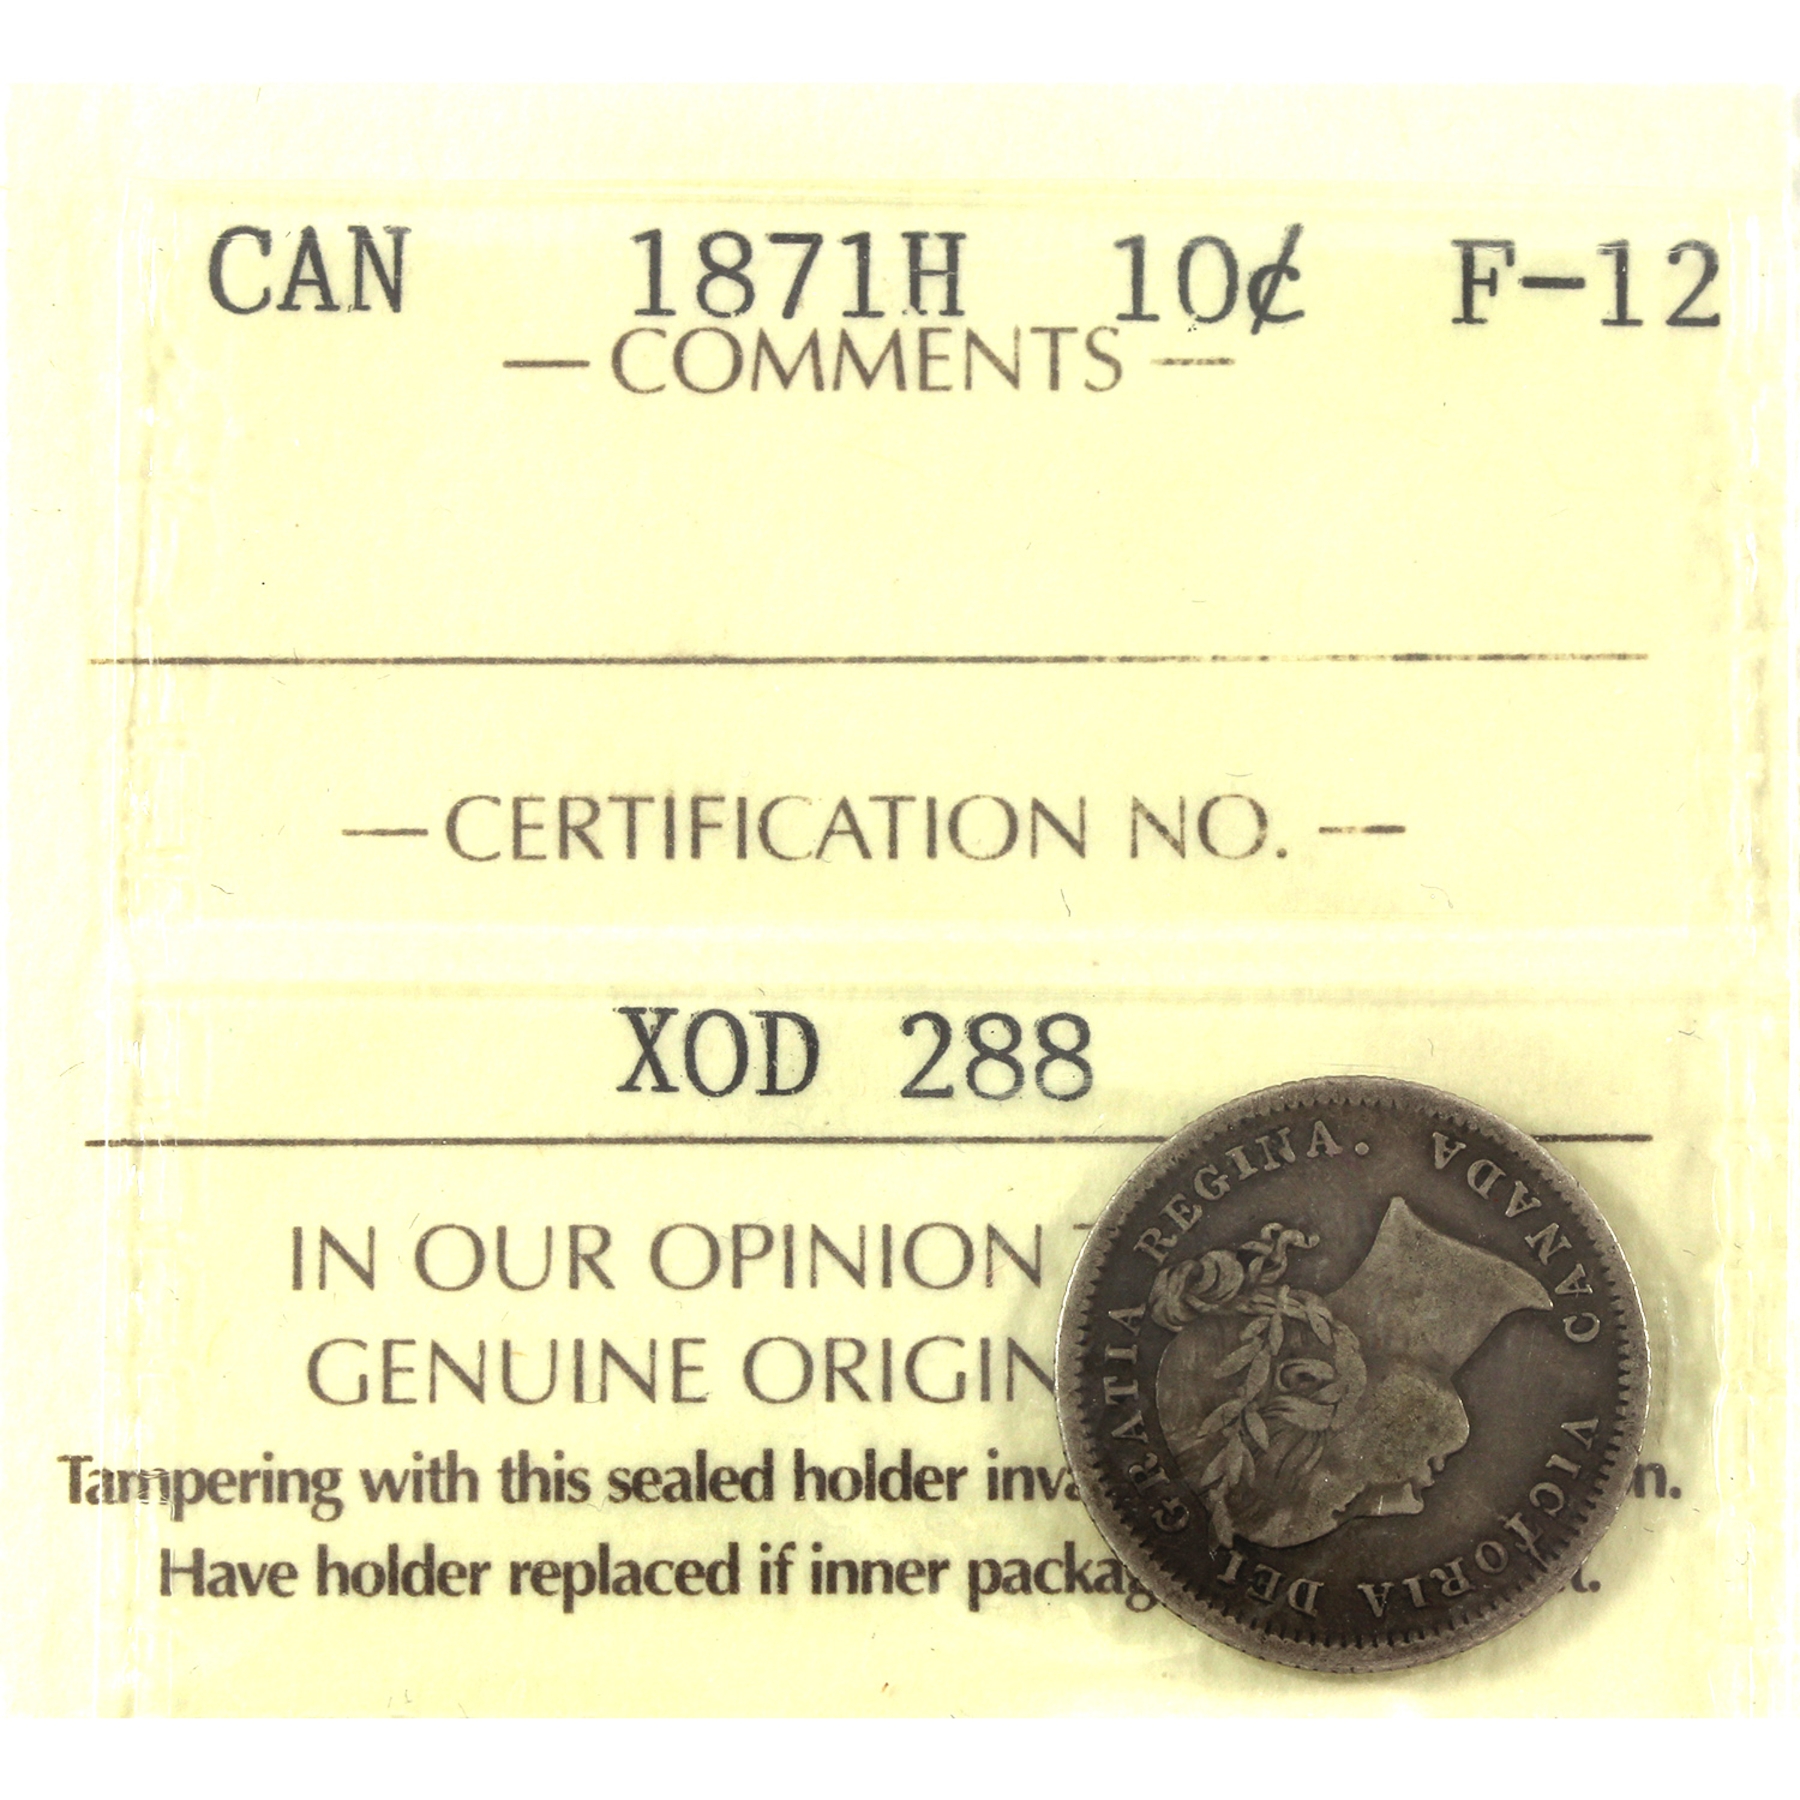 CAN 1871H 10¢ F-12
— COMMENTS —
— CERTIFICATION NO. —
XOD 288
IN OUR OPINION
GENUINE ORIGIN
Tampering with this sealed holder inva n.
Have holder replaced if inner packag .
VICTORIA DEI GRATIA REGINA. CANADA